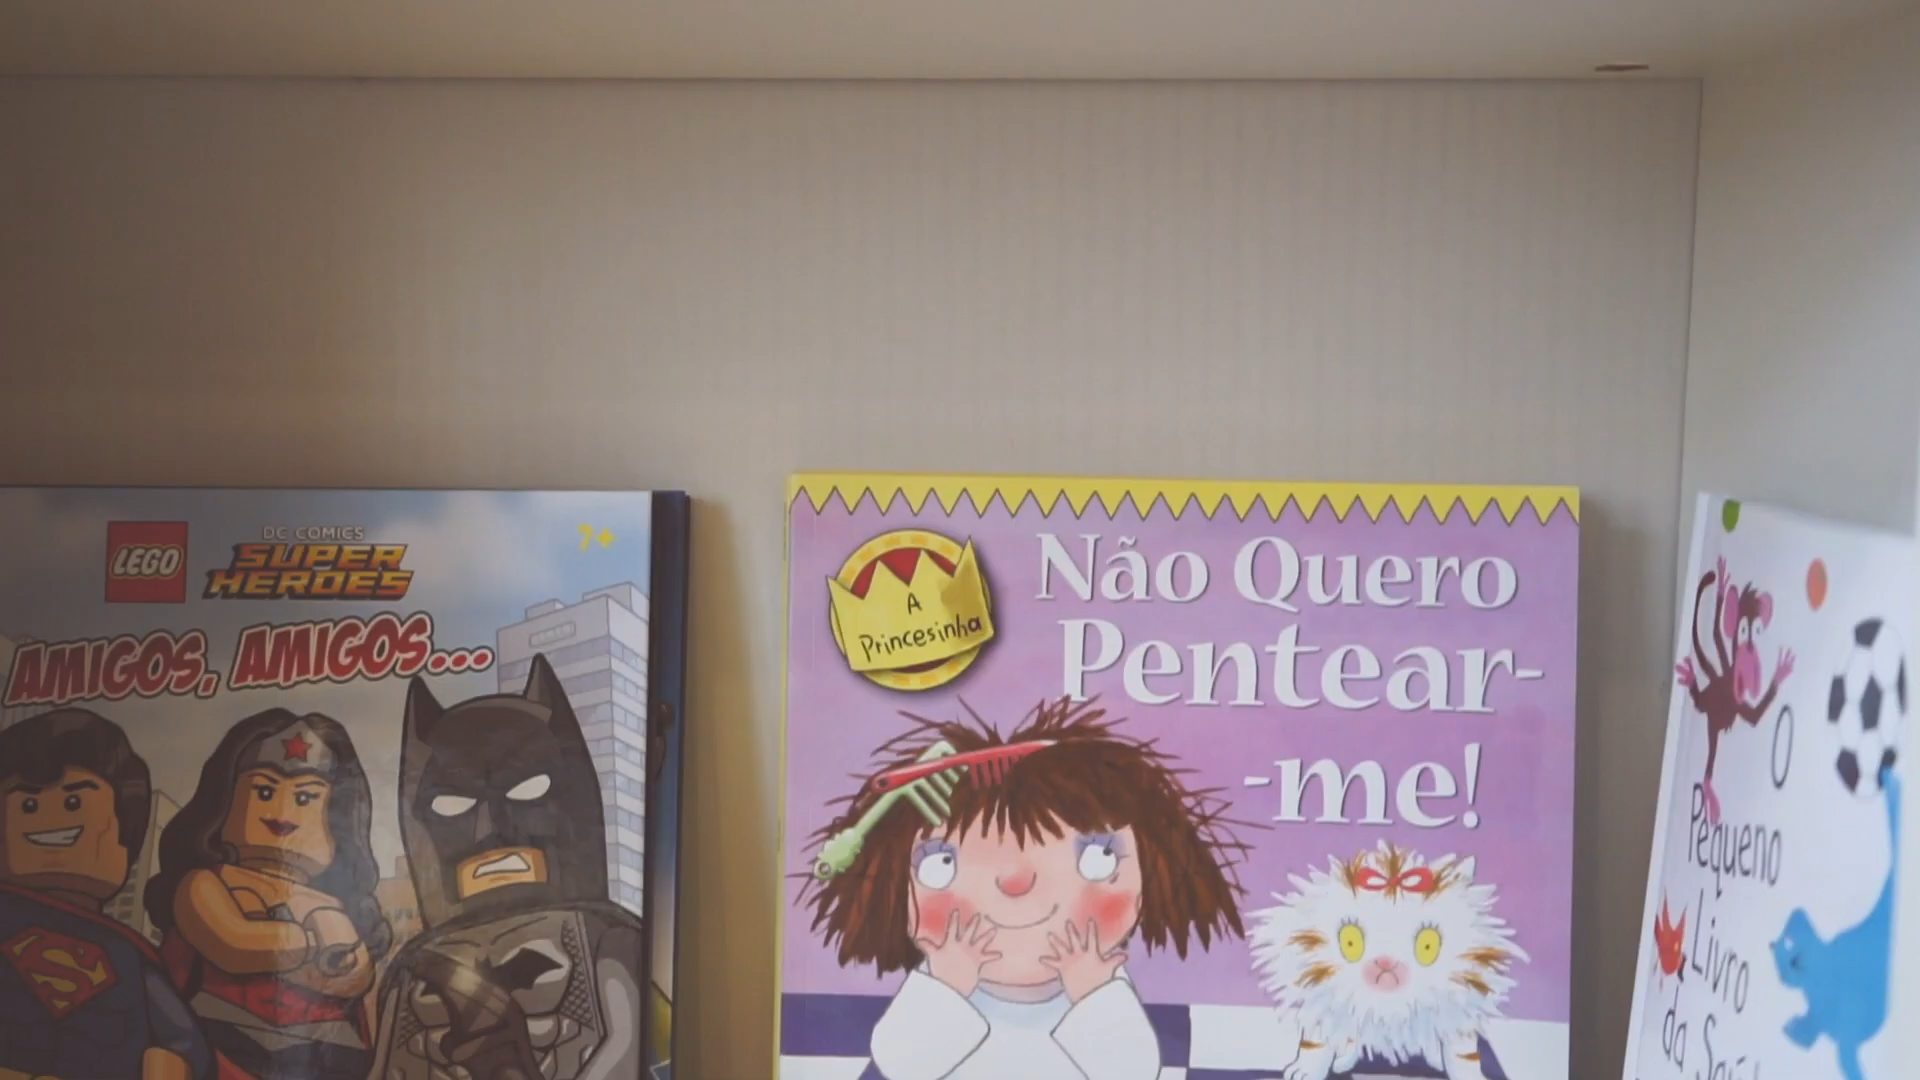 LEGO
DC COMICS
SUPER
HEROES
7+
AMIGOS, AMIGOS...
A
Princesinha
Não Quero
Pentear-
-me!
O
Pequeno
Livro
da